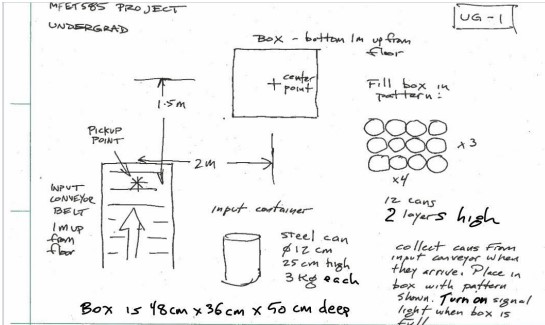 MFET585 PROJECT
UNDERGRAD
UG-1
BOX - bottom 1m up from
floor
center
point
1.5m
Fill box in
pattern:
PICKUP
POINT
2m
x3
x4
INPUT
CONVEYOR
BELT
1m up
from
floor
input container
steel can
ø 12 cm
25 cm high
3 Kg each
12 cans
2 layers high
collect cans from
input conveyor when
they arrive. Place in
box with pattern
shown. Turn on signal
light when box is
full
Box is 48cm x 36cm x 50 cm deep